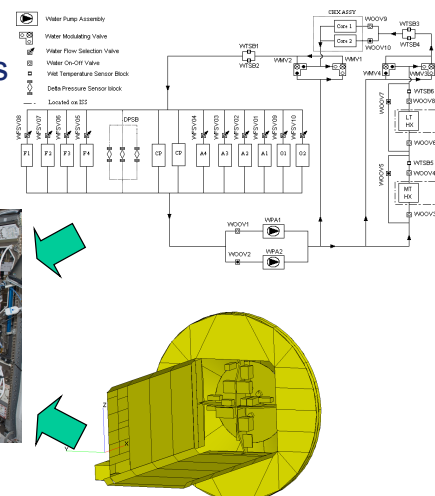 s
Water Pump Assembly
Water Modulating Valve
Water Flow Selection Valve
Water On-Off Valve
Wet Temperature Sensor Block
Delta Pressure Sensor block
Located on ISS
CHX ASSY
Core 1
Core 2
WOOV9
WOOV10
WTSB3
WTSB4
WTSB1
WTSB2
WMV2
WMV1
WMV4
WMV3
WOOV7
WTSB6
WOOV8
LT
HX
WOOV6
WOOV5
WTSB5
WOOV4
MT
HX
WOOV3
WFSV08
WFSV07
WFSV06
WFSV05
DPSB
WFSV04
WFSV03
WFSV02
WFSV01
WFSV09
WFSV10
F1
F2
F3
F4
CP
CP
A4
A3
A2
A1
O1
O2
WOOV1
WPA1
WOOV2
WPA2
Z
X
Y